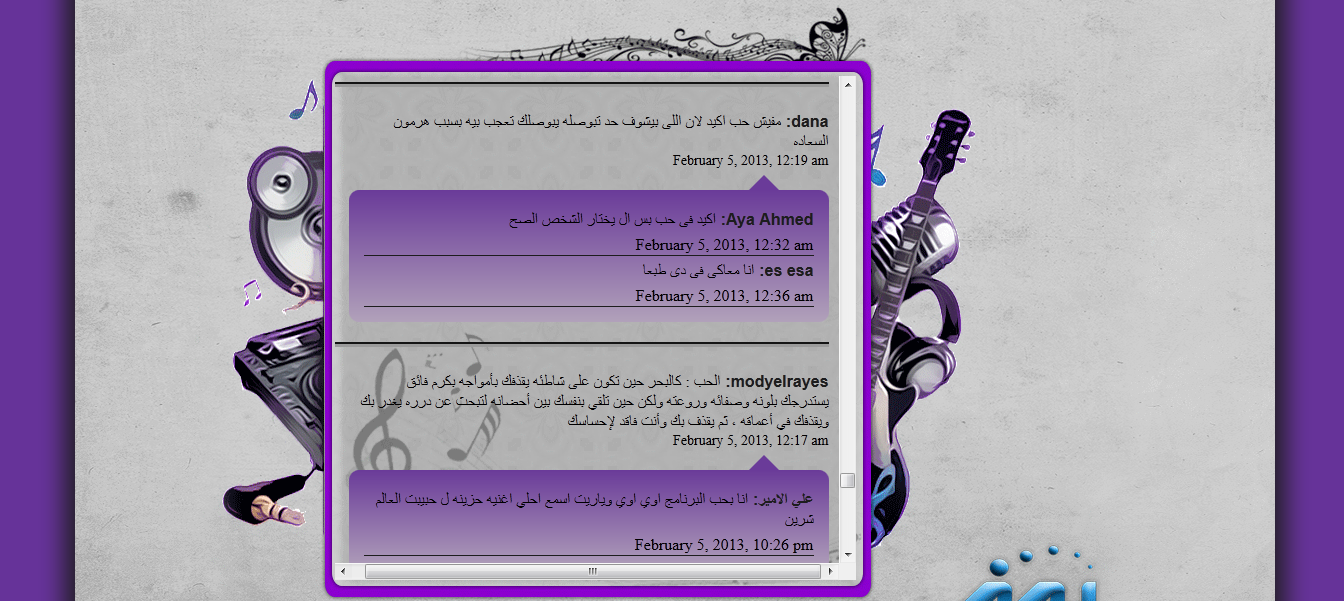 dana: مفيش حب اكيد لان اللى بيشوف حد تبوصله يبوصلك تعجب بيه بسبب هرمون
السعاده
February 5, 2013, 12:19 am
Aya Ahmed: اكيد فى حب بس ال يختار الشخص الصح
February 5, 2013, 12:32 am
es esa: انا معاكى فى دى طبعا
February 5, 2013, 12:36 am
modyelrayes: الحب : كالبحر حين تكون على شاطئه يقذفك بأمواجه بكرم فائق
يستدرجك بلونه وصفائه وروعته ولكن حين تلقي بنفسك بين أحضانه لتبحث عن درره يغدر بك
ويقذفك في أعماقه ، ثم يقذف بك وأنت فاقد لإحساسك
February 5, 2013, 12:17 am
علي الامير: انا بحب البرنامج اوي اوي وياريت اسمع احلي اغنيه حزينه ل حبيبت العالم
شرين
February 5, 2013, 10:26 pm